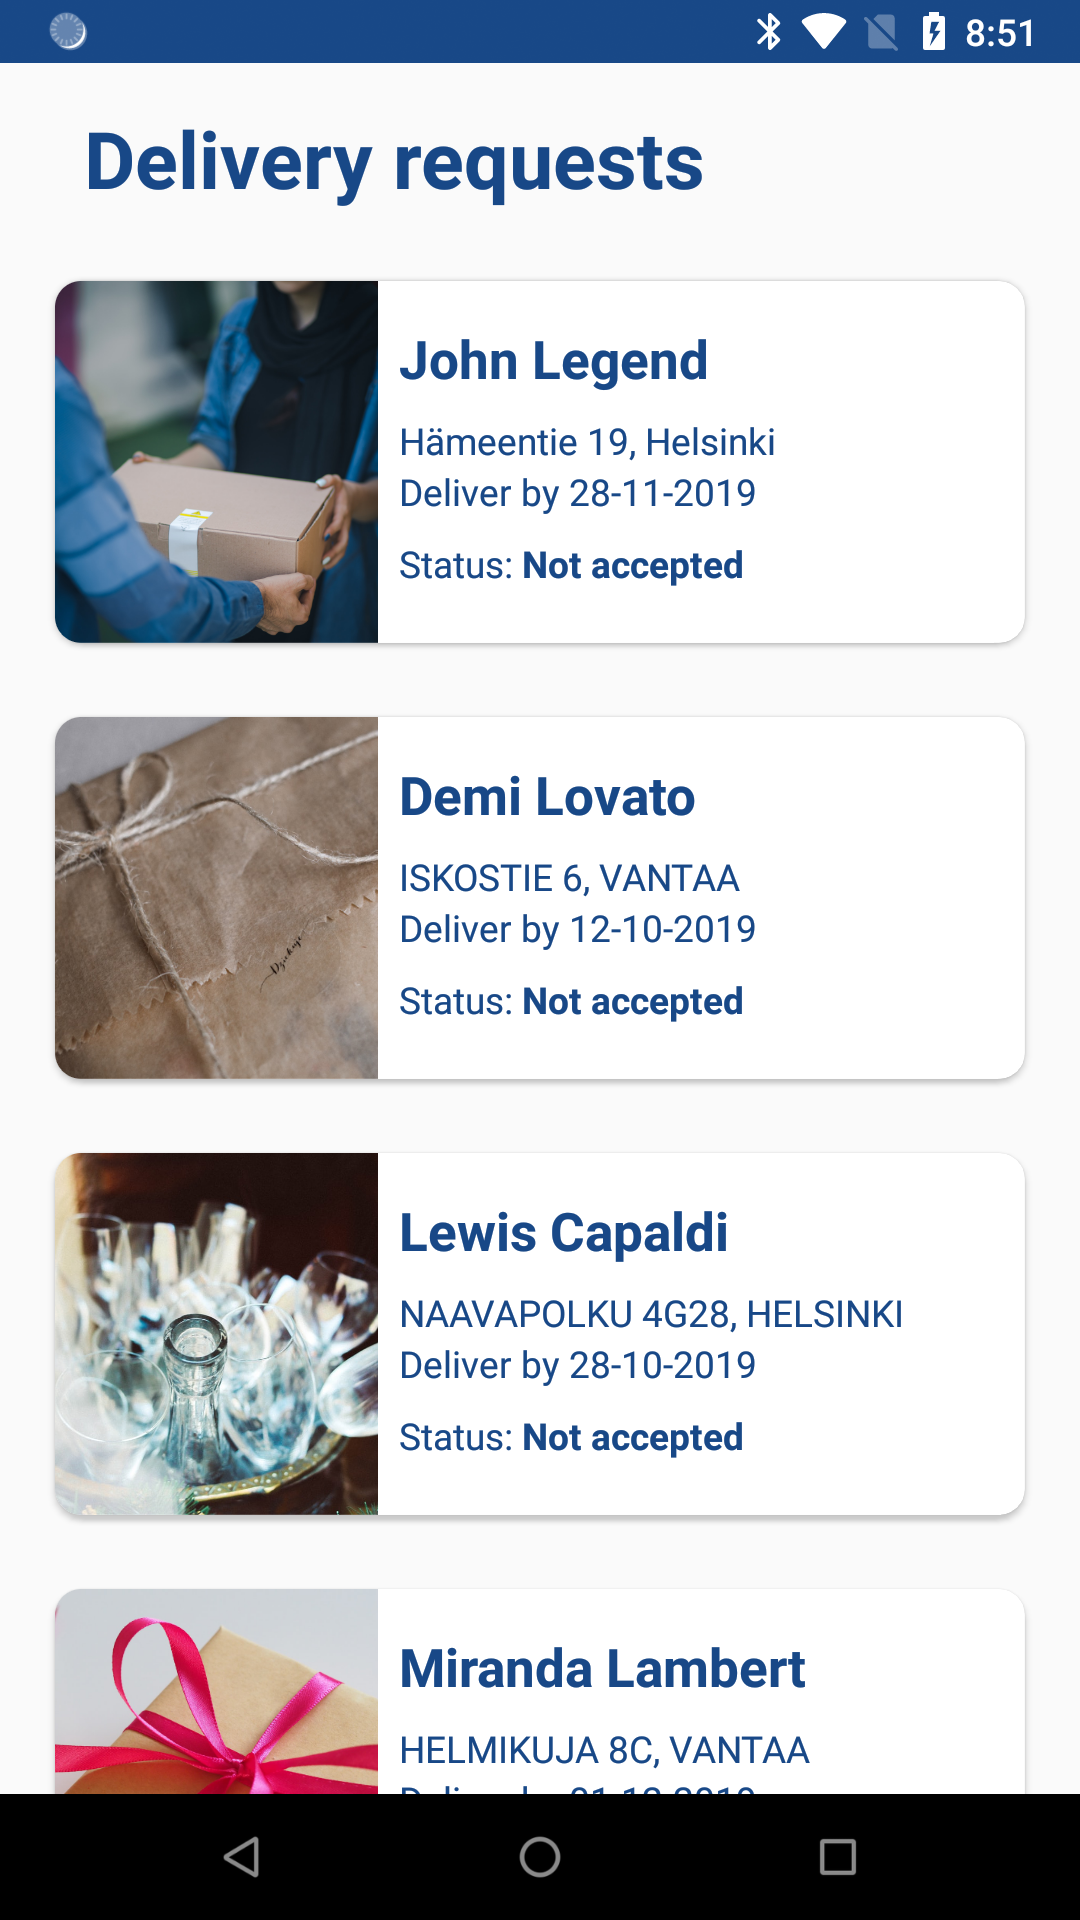 8:51
Delivery requests
John Legend
Hämeentie 19, Helsinki
Deliver by 28-11-2019
Status: Not accepted
Demi Lovato
ISKOSTIE 6, VANTAA
Deliver by 12-10-2019
Status: Not accepted
Lewis Capaldi
NAAVAPOLKU 4G28, HELSINKI
Deliver by 28-10-2019
Status: Not accepted
Miranda Lambert
HELMIKUJA 8C, VANTAA